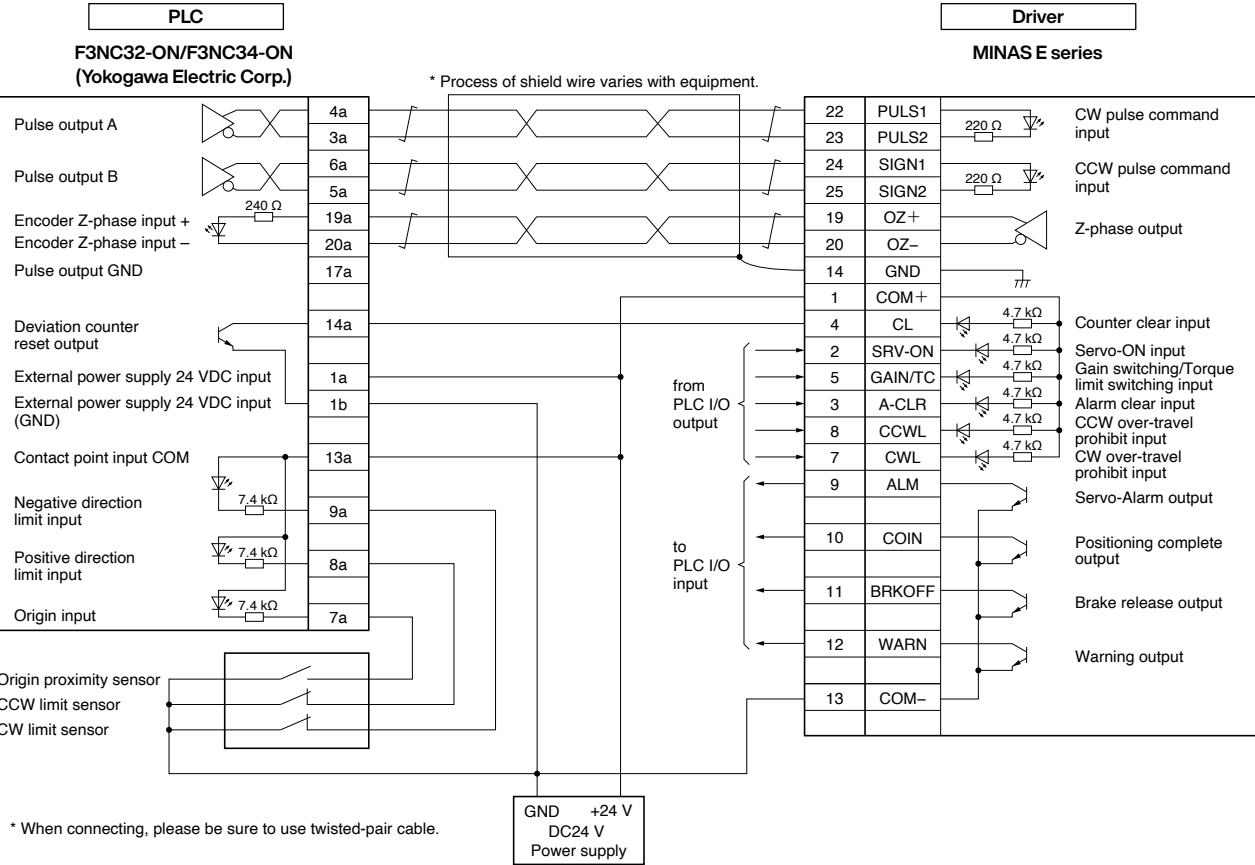 PLC
Driver
F3NC32-ON/F3NC34-ON
(Yokogawa Electric Corp.)
MINAS E series
* Process of shield wire varies with equipment.
Pulse output A
4a
3a
Pulse output B
6a
5a
240 Ω
Encoder Z-phase input +
19a
Encoder Z-phase input –
20a
Pulse output GND
17a
Deviation counter
reset output
14a
External power supply 24 VDC input
1a
External power supply 24 VDC input
(GND)
1b
Contact point input COM
13a
Negative direction
limit input
7.4 kΩ
9a
Positive direction
limit input
7.4 kΩ
8a
Origin input
7.4 kΩ
7a
Origin proximity sensor
CCW limit sensor
CW limit sensor
from
PLC I/O
output
to
PLC I/O
input
22 PULS1
23 PULS2
220 Ω
CW pulse command
input
24 SIGN1
25 SIGN2
220 Ω
CCW pulse command
input
19 OZ+
20 OZ–
Z-phase output
14 GND
1 COM+
4 CL 4.7 kΩ Counter clear input
2 SRV-ON 4.7 kΩ Servo-ON input
5 GAIN/TC 4.7 kΩ Gain switching/Torque
limit switching input
3 A-CLR 4.7 kΩ Alarm clear input
8 CCWL 4.7 kΩ CCW over-travel
prohibit input
7 CWL 4.7 kΩ CW over-travel
prohibit input
9 ALM Servo-Alarm output
10 COIN Positioning complete
output
11 BRKOFF Brake release output
12 WARN Warning output
13 COM–
GND +24 V
DC24 V
Power supply
* When connecting, please be sure to use twisted-pair cable.